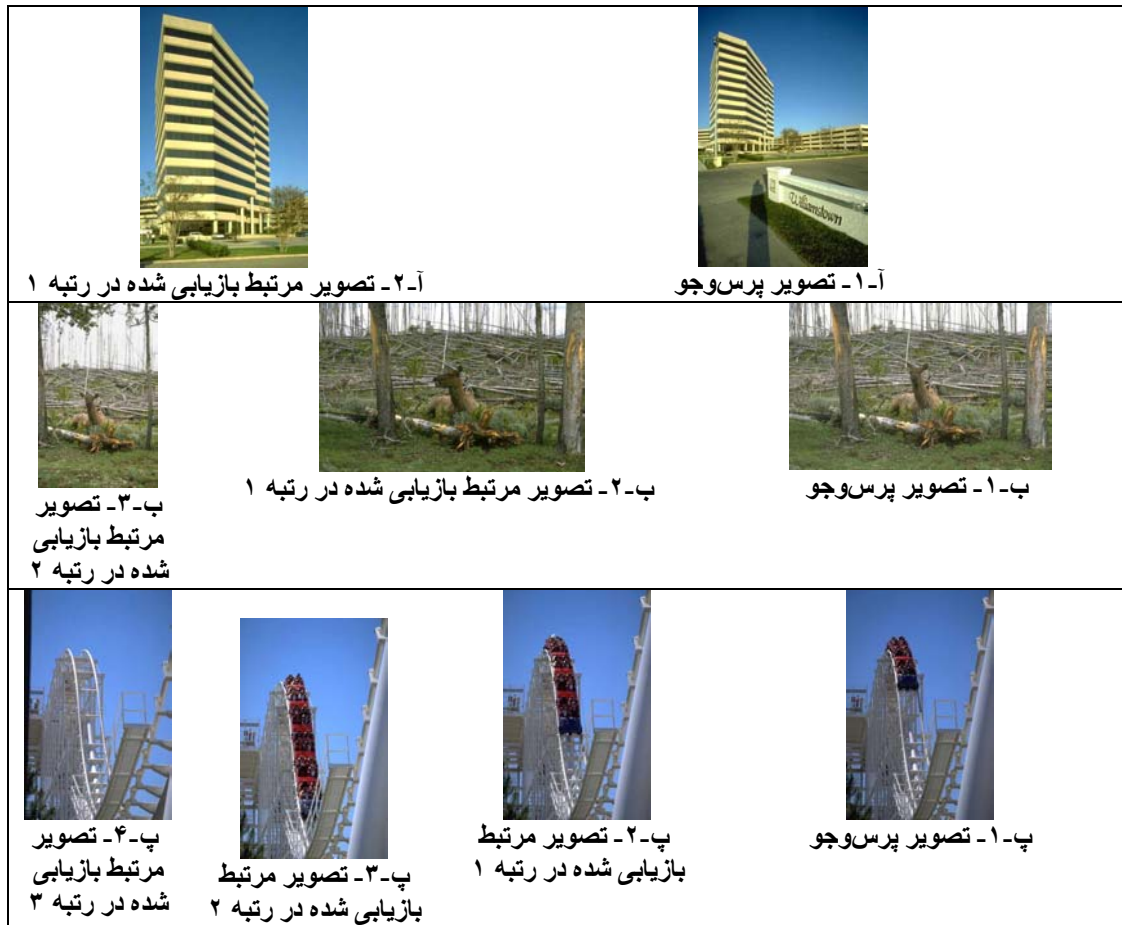 Williamstown
آ-۱- تصویر پرس‌وجو
آ-۲- تصویر مرتبط بازیابی شده در رتبه ۱
ب-۱- تصویر پرس‌وجو
ب-۲- تصویر مرتبط بازیابی شده در رتبه ۱
ب-۳- تصویر
مرتبط بازیابی
شده در رتبه ۲
پ-۱- تصویر پرس‌وجو
پ-۲- تصویر مرتبط
بازیابی شده در رتبه ۱
پ-۳- تصویر مرتبط
بازیابی شده در رتبه ۲
پ-۴- تصویر
مرتبط بازیابی
شده در رتبه ۳